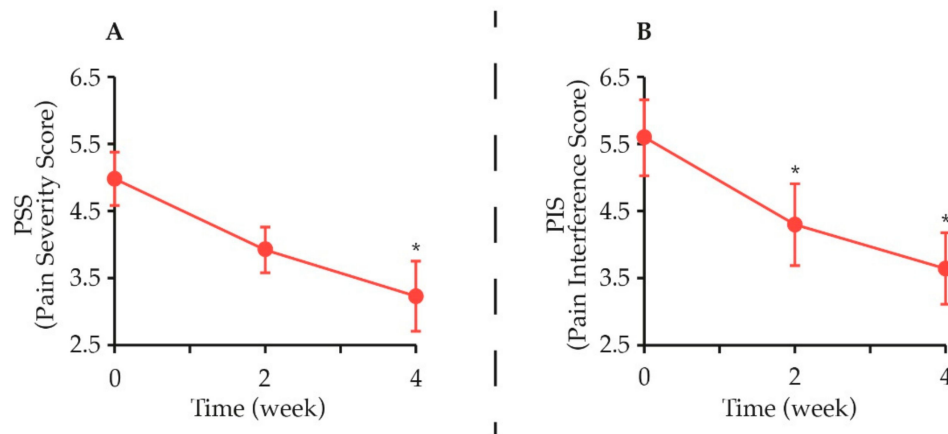 A
6.5
5.5
4.5
3.5
2.5
PSS
(Pain Severity Score)
*
0 2 4
Time (week)
B
6.5
5.5
4.5
3.5
2.5
PIS
(Pain Interference Score)
*
*
0 2 4
Time (week)